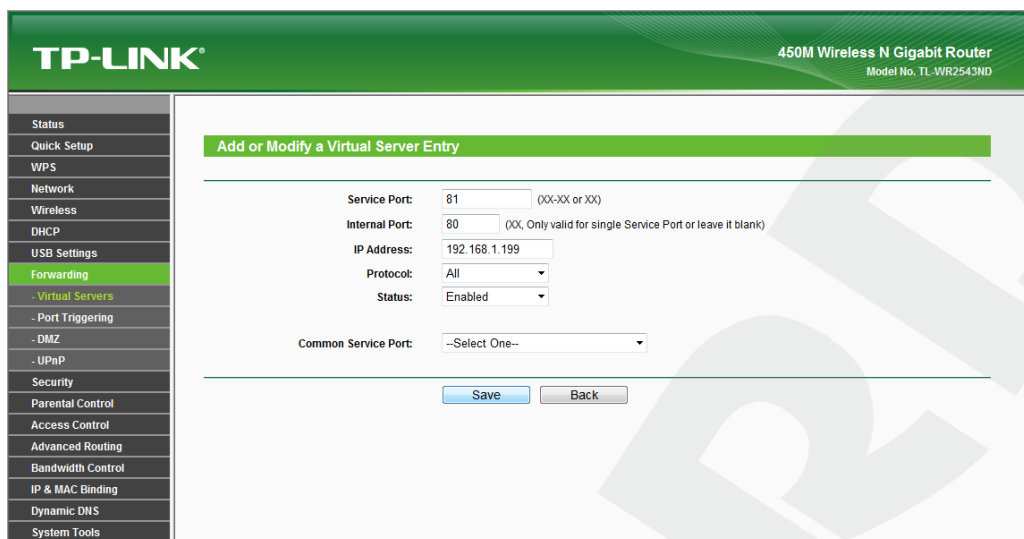 TP-LINK®
450M Wireless N Gigabit Router
Model No. TL-WR2543ND
Status
Quick Setup
WPS
Network
Wireless
DHCP
USB Settings
Forwarding
- Virtual Servers
- Port Triggering
- DMZ
- UPnP
Security
Parental Control
Access Control
Advanced Routing
Bandwidth Control
IP & MAC Binding
Dynamic DNS
System Tools
Add or Modify a Virtual Server Entry
Service Port: 81 (XX-XX or XX)
Internal Port: 80 (XX, Only valid for single Service Port or leave it blank)
IP Address: 192.168.1.199
Protocol: All
Status: Enabled
Common Service Port: --Select One--
Save Back